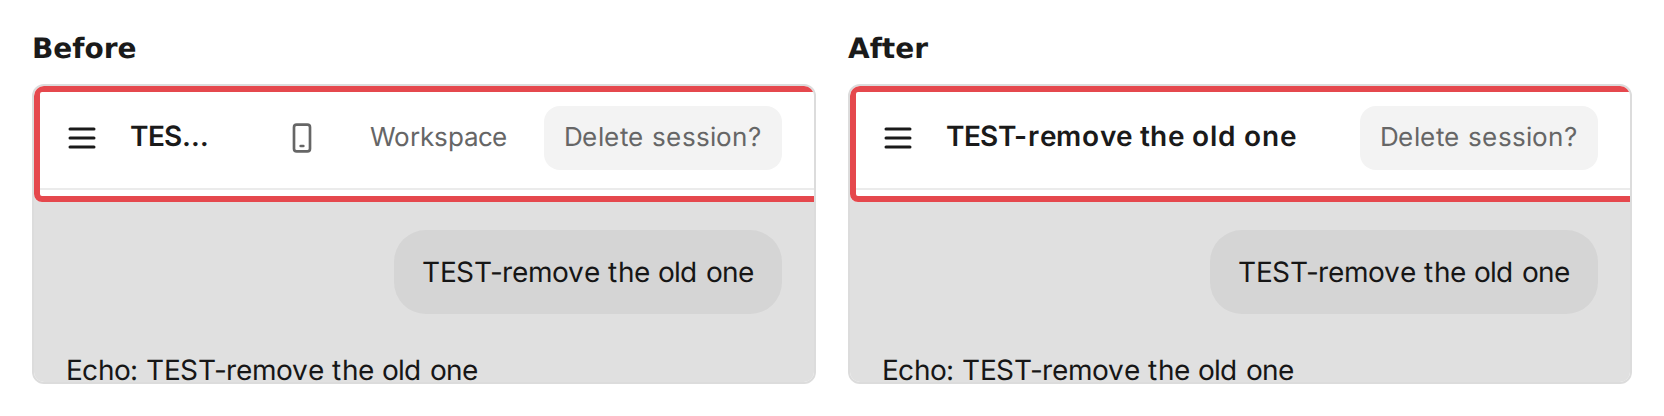 Before
TES... Workspace Delete session?
TEST-remove the old one
Echo: TEST-remove the old one
After
TEST-remove the old one Delete session?
TEST-remove the old one
Echo: TEST-remove the old one